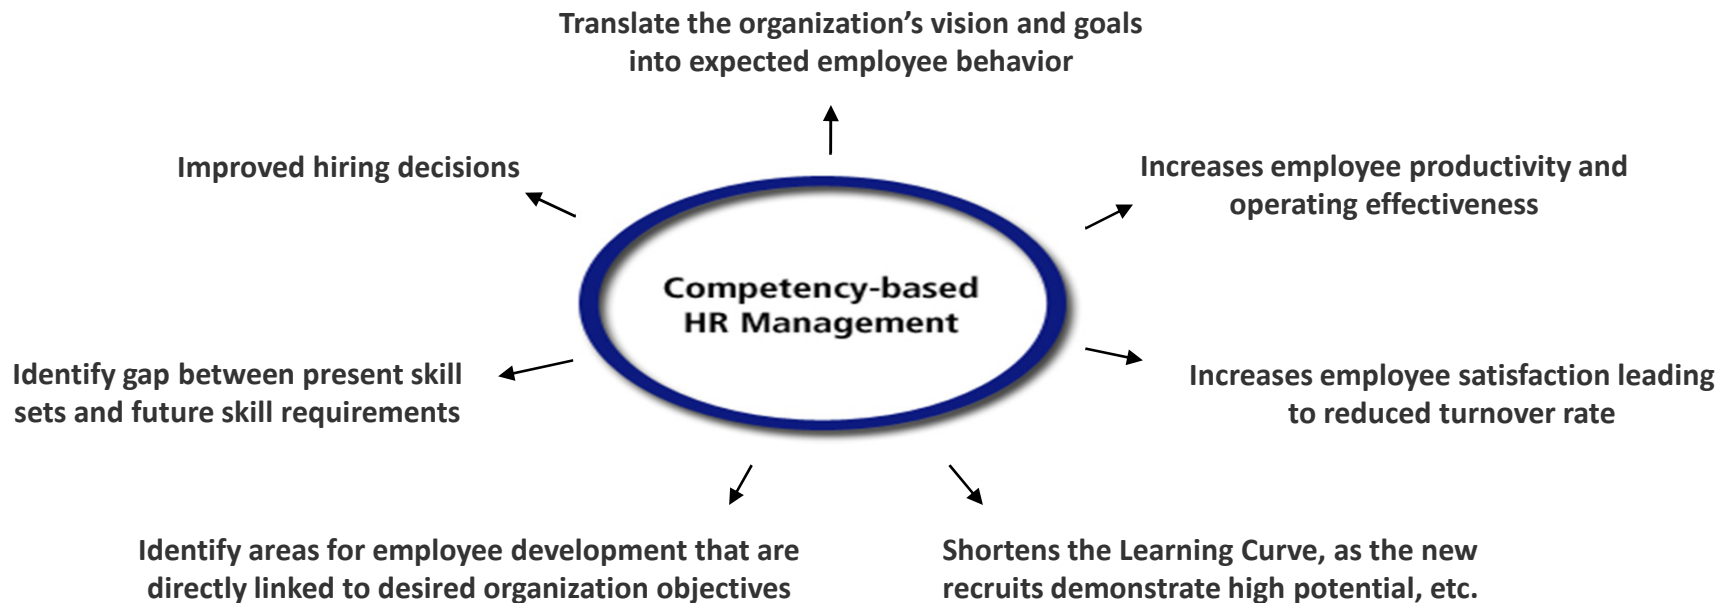 Translate the organization’s vision and goals
into expected employee behavior
Improved hiring decisions
Increases employee productivity and
operating effectiveness
Competency-based
HR Management
Identify gap between present skill
sets and future skill requirements
Increases employee satisfaction leading
to reduced turnover rate
Identify areas for employee development that are
directly linked to desired organization objectives
Shortens the Learning Curve, as the new
recruits demonstrate high potential, etc.